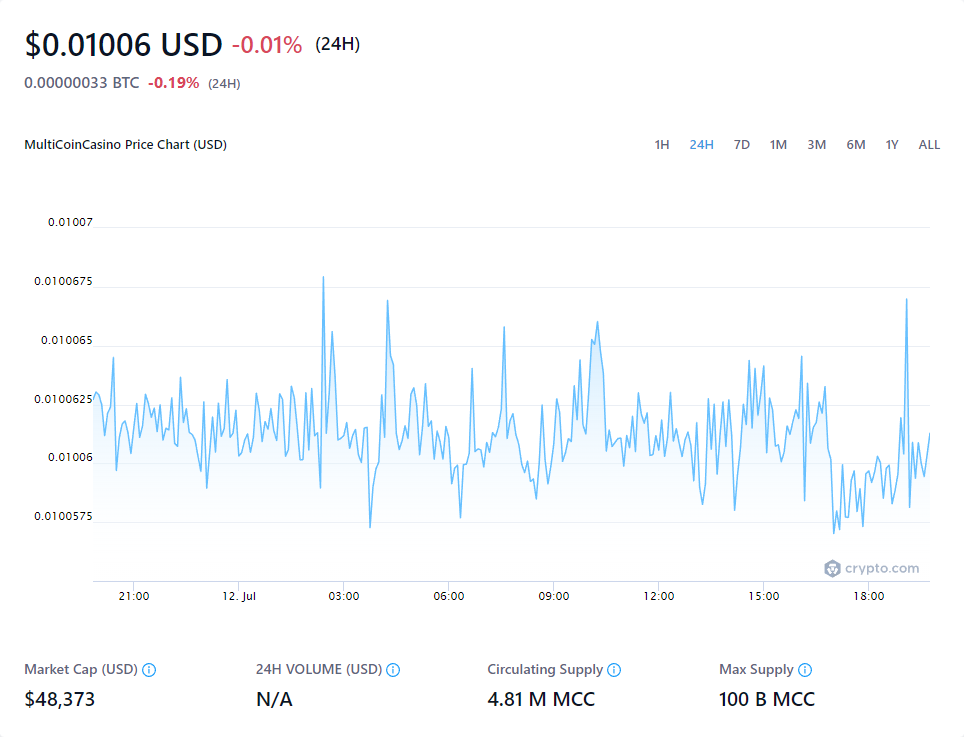 $0.01006 USD -0.01% (24H)
0.00000033 BTC -0.19% (24H)
MultiCoinCasino Price Chart (USD) 1H 24H 7D 1M 3M 6M 1Y ALL
0.01007
0.0100675
0.010065
0.0100625
0.01006
0.0100575
crypto.com
21:00 12. Jul 03:00 06:00 09:00 12:00 15:00 18:00
Market Cap (USD) 24H VOLUME (USD) Circulating Supply Max Supply
$48,373 N/A 4.81 M MCC 100 B MCC